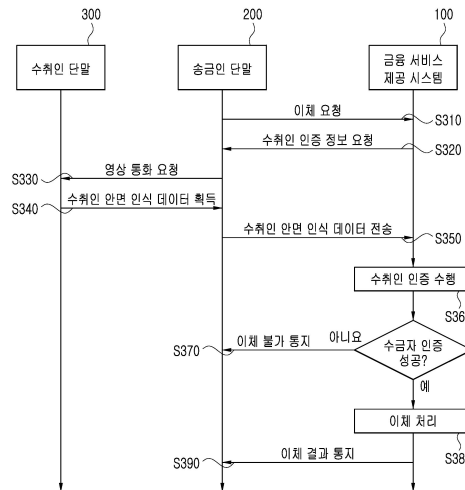 300
200
100
수취인 단말
송금인 단말
금융 서비스
제공 시스템
이체 요청
S310
수취인 인증 정보 요청
S320
영상 통화 요청
S330
수취인 안면 인식 데이터 획득
S340
수취인 안면 인식 데이터 전송
S350
수취인 인증 수행
S36
아니요
수금자 인증
성공?
이체 불가 통지
S370
예
이체 처리
S38
이체 결과 통지
S390